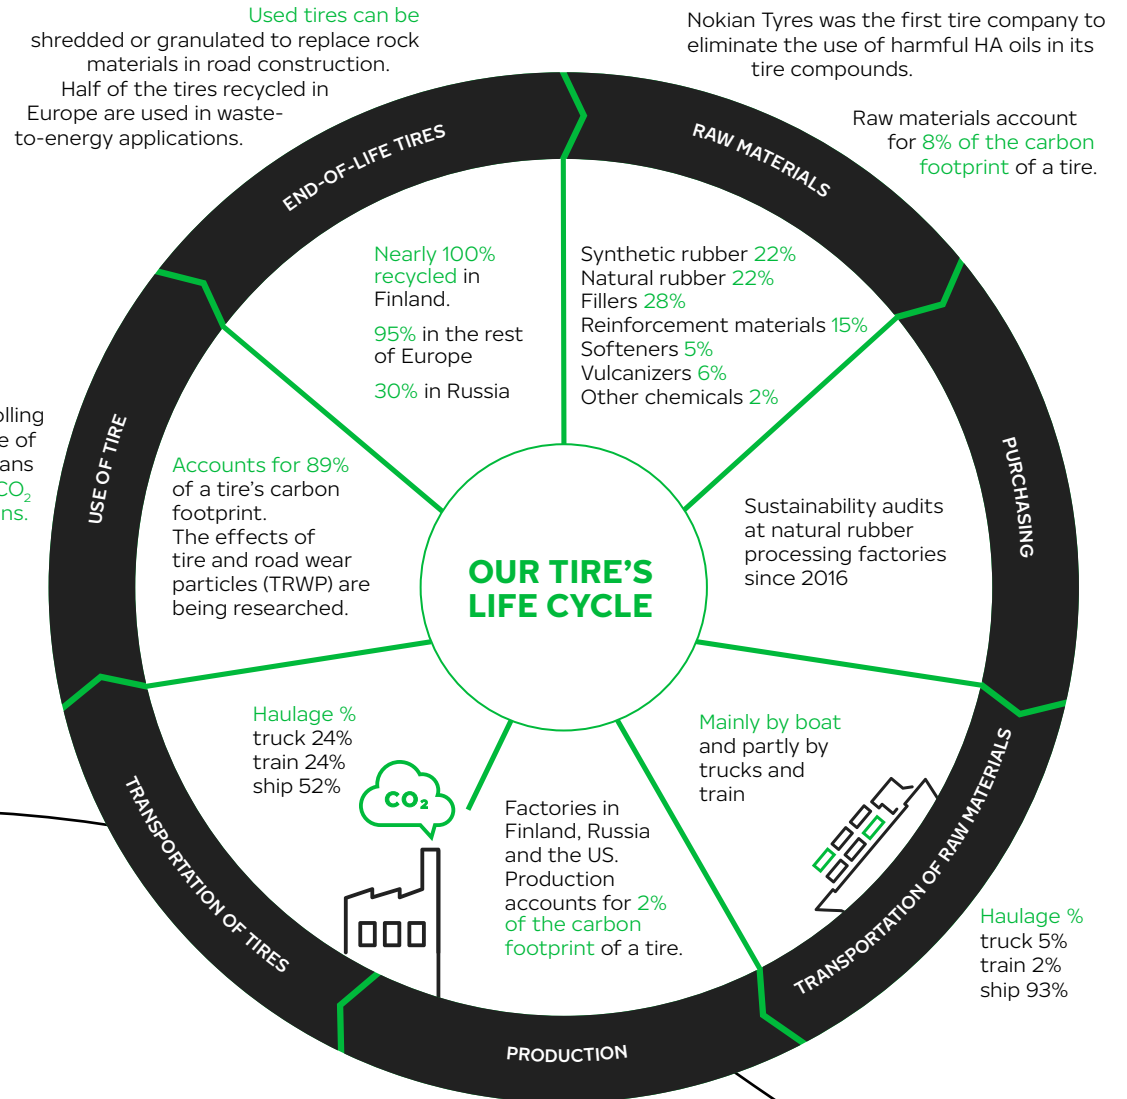 Used tires can be
shredded or granulated to replace rock
materials in road construction.
Half of the tires recycled in
Europe are used in waste-
to-energy applications.
Nokian Tyres was the first tire company to
eliminate the use of harmful HA oils in its
tire compounds.
Raw materials account
for 8% of the carbon
footprint of a tire.
END-OF-LIFE TIRES
RAW MATERIALS
Nearly 100%
recycled in
Finland.
95% in the rest
of Europe
30% in Russia
Synthetic rubber 22%
Natural rubber 22%
Fillers 28%
Reinforcement materials 15%
Softeners 5%
Vulcanizers 6%
Other chemicals 2%
e of
CO₂
USE OF TIRE
Accounts for 89%
of a tire's carbon
footprint.
The effects of
tire and road wear
particles (TRWP) are
being researched.
OUR TIRE'S
LIFE CYCLE
PURCHASING
Sustainability audits
at natural rubber
processing factories
since 2016
Haulage %
truck 24%
train 24%
ship 52%
CO₂
TRANSPORTATION OF TIRES
Factories in
Finland, Russia
and the US.
Production
accounts for 2%
of the carbon
footprint of a tire.
PRODUCTION
Mainly by boat
and partly by
trucks and
train
TRANSPORTATION OF RAW MATERIALS
Haulage %
truck 5%
train 2%
ship 93%